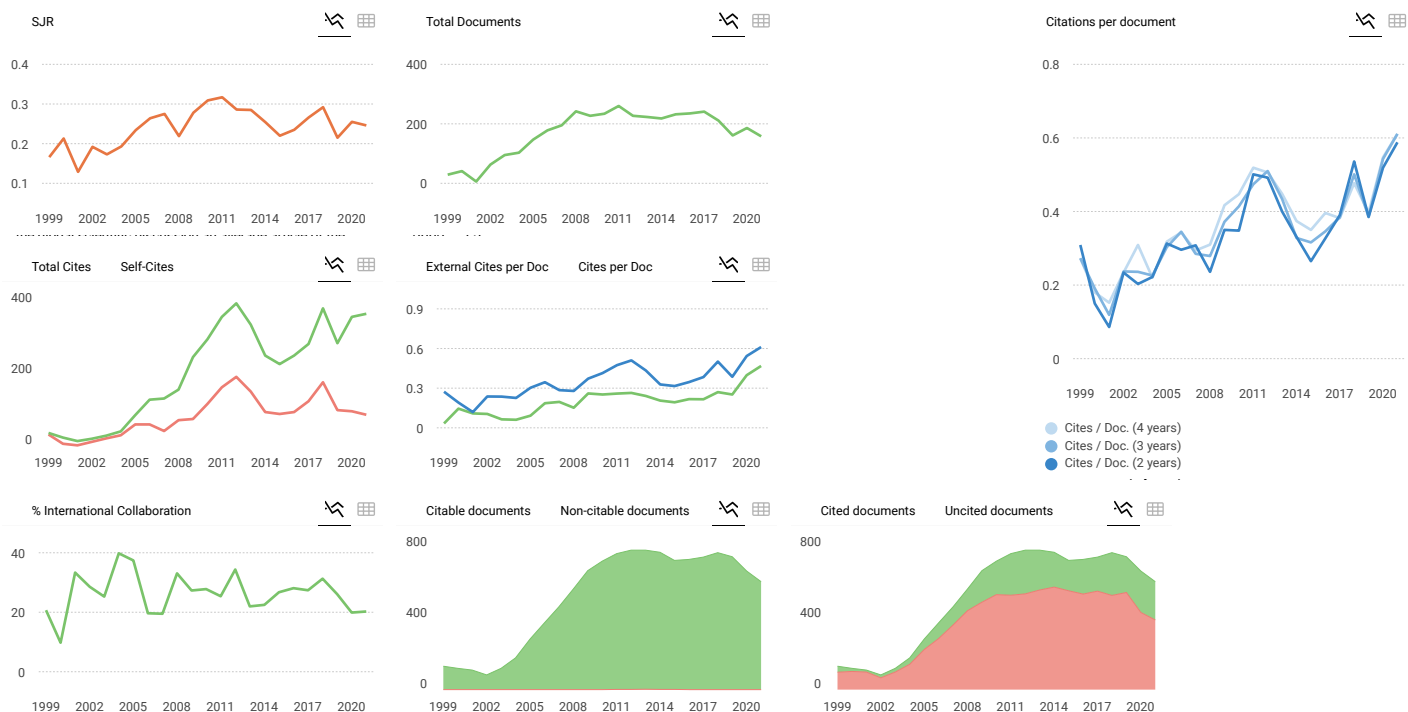 SJR
0.4
0.3
0.2
0.1
1999 2002 2005 2008 2011 2014 2017 2020
Total Documents
400
200
0
1999 2002 2005 2008 2011 2014 2017 2020
Citations per document
0.8
0.6
0.4
0.2
0
1999 2002 2005 2008 2011 2014 2017 2020
Cites / Doc. (4 years)
Cites / Doc. (3 years)
Cites / Doc. (2 years)
Total Cites Self-Cites
400
200
0
1999 2002 2005 2008 2011 2014 2017 2020
External Cites per Doc Cites per Doc
0.9
0.6
0.3
0
1999 2002 2005 2008 2011 2014 2017 2020
% International Collaboration
40
20
0
1999 2002 2005 2008 2011 2014 2017 2020
Citable documents Non-citable documents
800
400
0
1999 2002 2005 2008 2011 2014 2017 2020
Cited documents Uncited documents
800
400
0
1999 2002 2005 2008 2011 2014 2017 2020